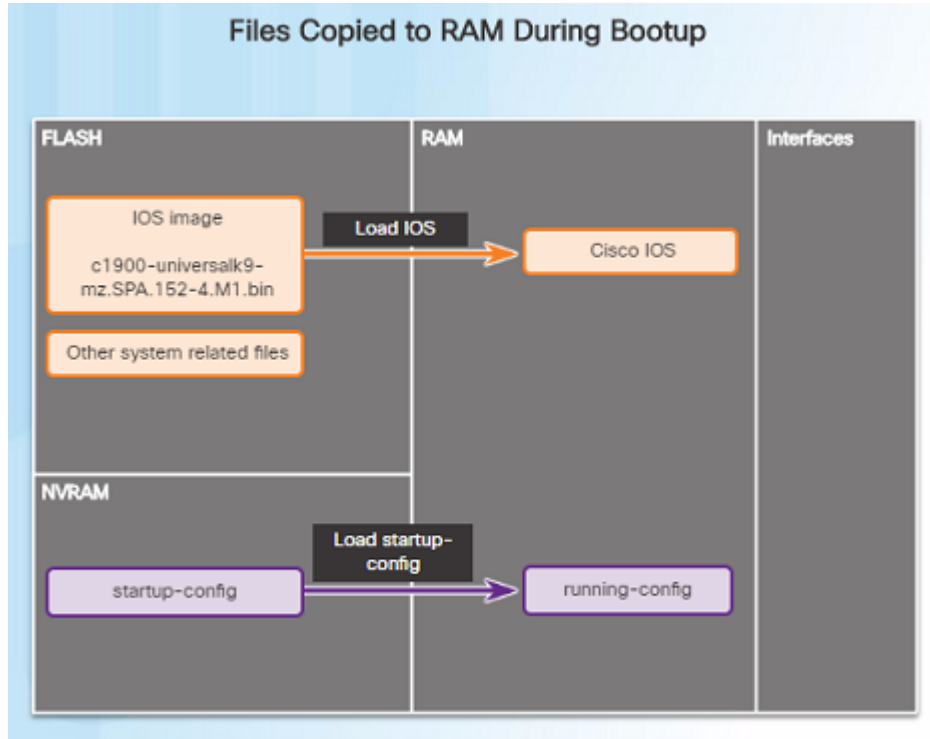 Files Copied to RAM During Bootup
FLASH
RAM
Interfaces
IOS image
c1900-universalk9-
mz.SPA.152-4.M1.bin
Load IOS
Cisco IOS
Other system related files
NVRAM
Load startup-
config
startup-config
running-config